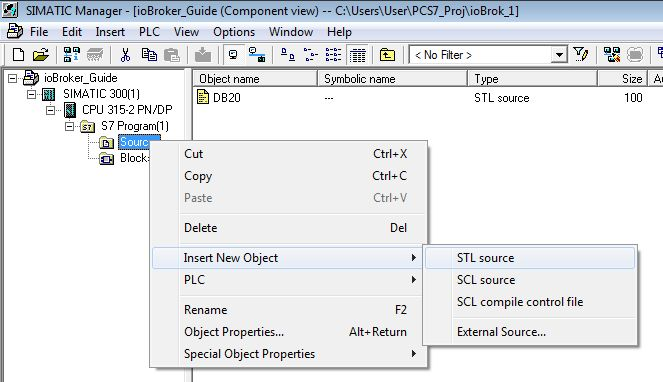 SIMATIC Manager - [ioBroker_Guide (Component view) -- C:\Users\User\PCS7_Proj\ioBrok_1]
File Edit Insert PLC View Options Window Help
< No Filter >
ioBroker_Guide
SIMATIC 300(1)
CPU 315-2 PN/DP
S7 Program(1)
Sourc
Block
Object name Symbolic name Type Size Au
DB20 --- STL source 100
Cut Ctrl+X
Copy Ctrl+C
Paste Ctrl+V
Delete Del
Insert New Object
PLC
Rename F2
Object Properties... Alt+Return
Special Object Properties
STL source
SCL source
SCL compile control file
External Source...